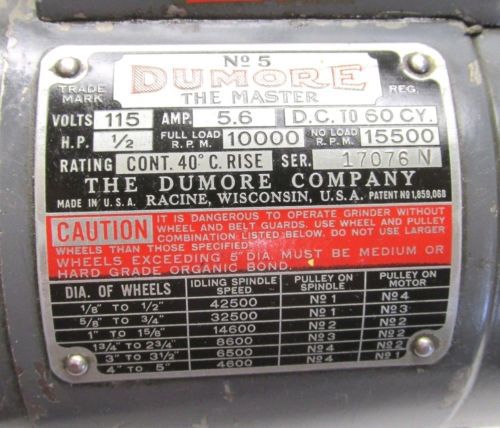 No 5
DUMORE
TRADE MARK THE MASTER REG.
VOLTS 115 AMP. 5.6 D.C. TO 60 CY.
H.P. 1/2 FULL LOAD R.P.M. 10000 NO LOAD R.P.M. 15500
RATING CONT. 40° C. RISE SER. 17076 N
THE DUMORE COMPANY
MADE IN U.S.A. RACINE, WISCONSIN, U.S.A. PATENT No 1,859,068
CAUTION IT IS DANGEROUS TO OPERATE GRINDER WITHOUT
WHEEL AND BELT GUARDS. USE WHEEL AND PULLEY
COMBINATION LISTED BELOW. DO NOT USE LARGER
WHEELS THAN THOSE SPECIFIED.
WHEELS EXCEEDING 5" DIA. MUST BE MEDIUM OR
HARD GRADE ORGANIC BOND.
DIA. OF WHEELS IDLING SPINDLE SPEED PULLEY ON SPINDLE PULLEY ON MOTOR
1/8" TO 1/2" 42500 No 1 No 4
5/8" TO 3/4" 32500 No 1 No 3
1" TO 1 5/8" 14600 No 2 No 2
1 3/4" TO 2 3/4" 8600 No 3 No 2
3" TO 3 1/2" 6500 No 4 No 2
4" TO 5" 4600 No 4 No 1